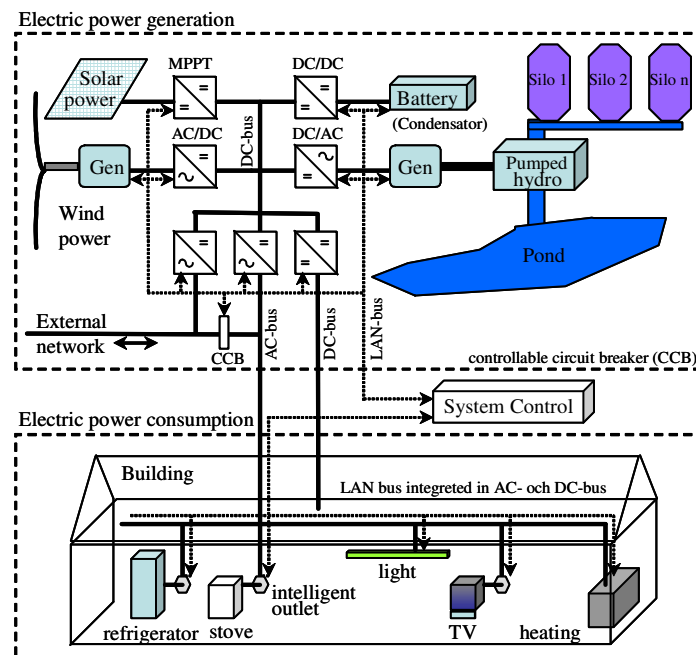 Electric power generation
MPPT
DC/DC
Solar
power
Silo 1
Silo 2
Silo n
Battery
(Condensator)
DC-bus
AC/DC
DC/AC
Gen
Gen
Pumped
hydro
Wind
power
Pond
External
network
CCB
AC-bus
DC-bus
LAN-bus
controllable circuit breaker (CCB)
System Control
Electric power consumption
Building
LAN bus integreted in AC- och DC-bus
refrigerator
stove
intelligent
outlet
light
TV
heating